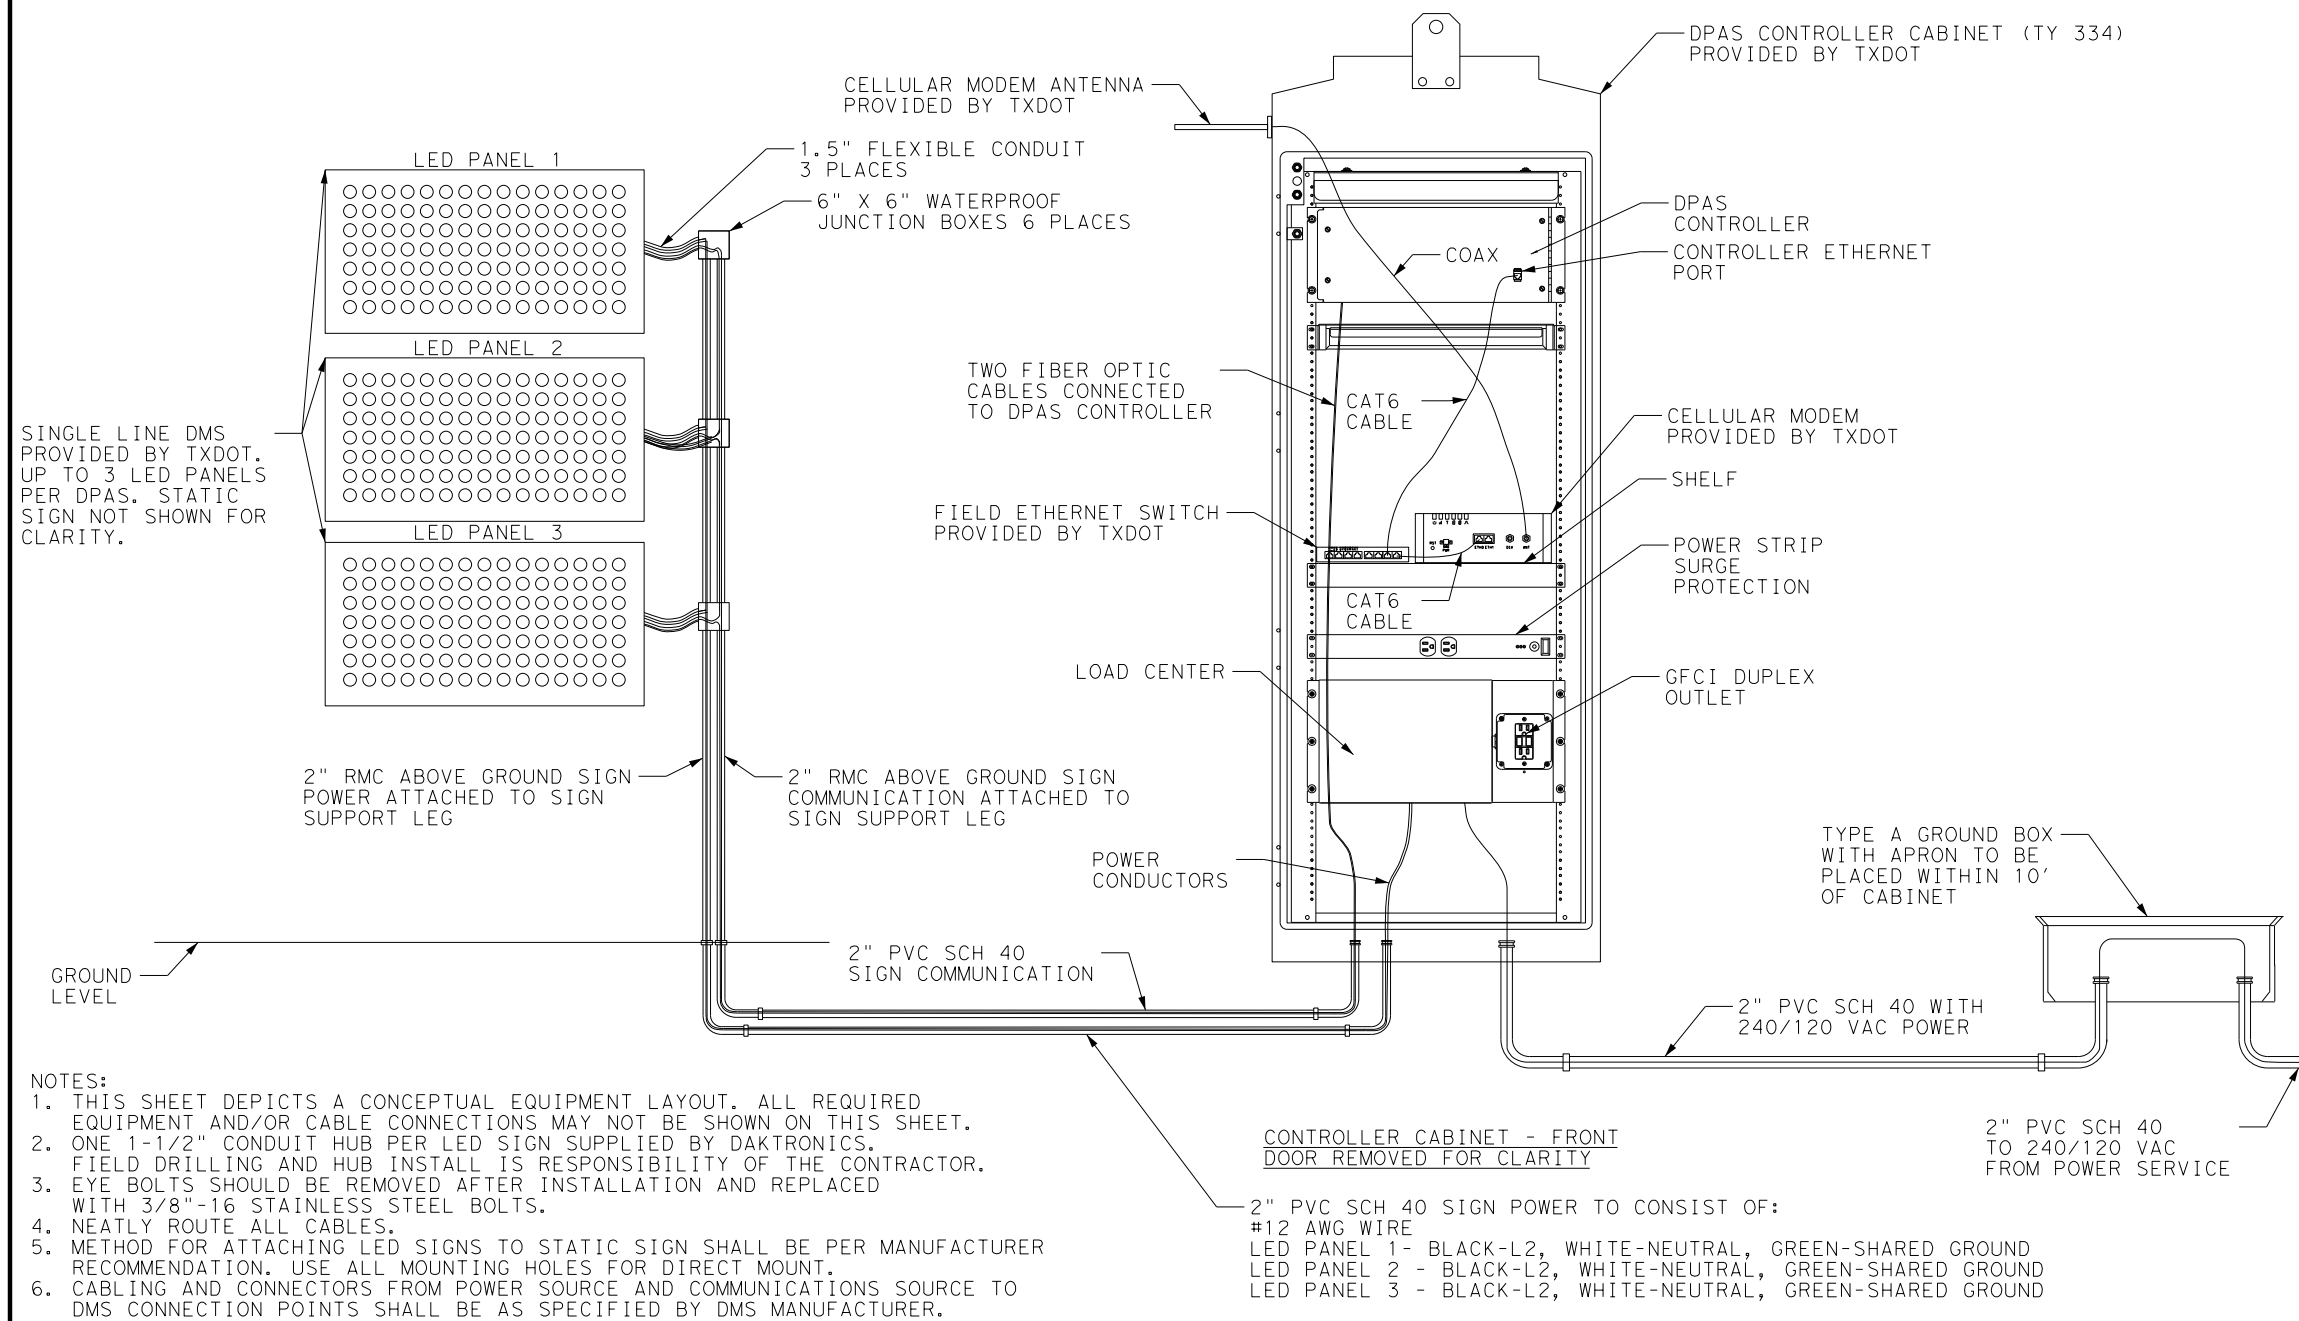 DPAS CONTROLLER CABINET (TY 334)
PROVIDED BY TXDOT
CELLULAR MODEM ANTENNA
PROVIDED BY TXDOT
1.5" FLEXIBLE CONDUIT
3 PLACES
LED PANEL 1
6" X 6" WATERPROOF
JUNCTION BOXES 6 PLACES
DPAS
CONTROLLER
CONTROLLER ETHERNET
PORT
COAX
LED PANEL 2
TWO FIBER OPTIC
CABLES CONNECTED
TO DPAS CONTROLLER
CAT6
CABLE
CELLULAR MODEM
PROVIDED BY TXDOT
SINGLE LINE DMS
PROVIDED BY TXDOT.
UP TO 3 LED PANELS
PER DPAS. STATIC
SIGN NOT SHOWN FOR
CLARITY.
SHELF
FIELD ETHERNET SWITCH
PROVIDED BY TXDOT
LED PANEL 3
POWER STRIP
SURGE
PROTECTION
CAT6
CABLE
LOAD CENTER
GFCI DUPLEX
OUTLET
2" RMC ABOVE GROUND SIGN
POWER ATTACHED TO SIGN
SUPPORT LEG
2" RMC ABOVE GROUND SIGN
COMMUNICATION ATTACHED TO
SIGN SUPPORT LEG
TYPE A GROUND BOX
WITH APRON TO BE
PLACED WITHIN 10'
OF CABINET
POWER
CONDUCTORS
GROUND
LEVEL
2" PVC SCH 40
SIGN COMMUNICATION
2" PVC SCH 40 WITH
240/120 VAC POWER
2" PVC SCH 40
TO 240/120 VAC
FROM POWER SERVICE
CONTROLLER CABINET - FRONT
DOOR REMOVED FOR CLARITY
2" PVC SCH 40 SIGN POWER TO CONSIST OF:
#12 AWG WIRE
LED PANEL 1- BLACK-L2, WHITE-NEUTRAL, GREEN-SHARED GROUND
LED PANEL 2 - BLACK-L2, WHITE-NEUTRAL, GREEN-SHARED GROUND
LED PANEL 3 - BLACK-L2, WHITE-NEUTRAL, GREEN-SHARED GROUND
NOTES:
1. THIS SHEET DEPICTS A CONCEPTUAL EQUIPMENT LAYOUT. ALL REQUIRED
EQUIPMENT AND/OR CABLE CONNECTIONS MAY NOT BE SHOWN ON THIS SHEET.
2. ONE 1-1/2" CONDUIT HUB PER LED SIGN SUPPLIED BY DAKTRONICS.
FIELD DRILLING AND HUB INSTALL IS RESPONSIBILITY OF THE CONTRACTOR.
3. EYE BOLTS SHOULD BE REMOVED AFTER INSTALLATION AND REPLACED
WITH 3/8"-16 STAINLESS STEEL BOLTS.
4. NEATLY ROUTE ALL CABLES.
5. METHOD FOR ATTACHING LED SIGNS TO STATIC SIGN SHALL BE PER MANUFACTURER
RECOMMENDATION. USE ALL MOUNTING HOLES FOR DIRECT MOUNT.
6. CABLING AND CONNECTORS FROM POWER SOURCE AND COMMUNICATIONS SOURCE TO
DMS CONNECTION POINTS SHALL BE AS SPECIFIED BY DMS MANUFACTURER.